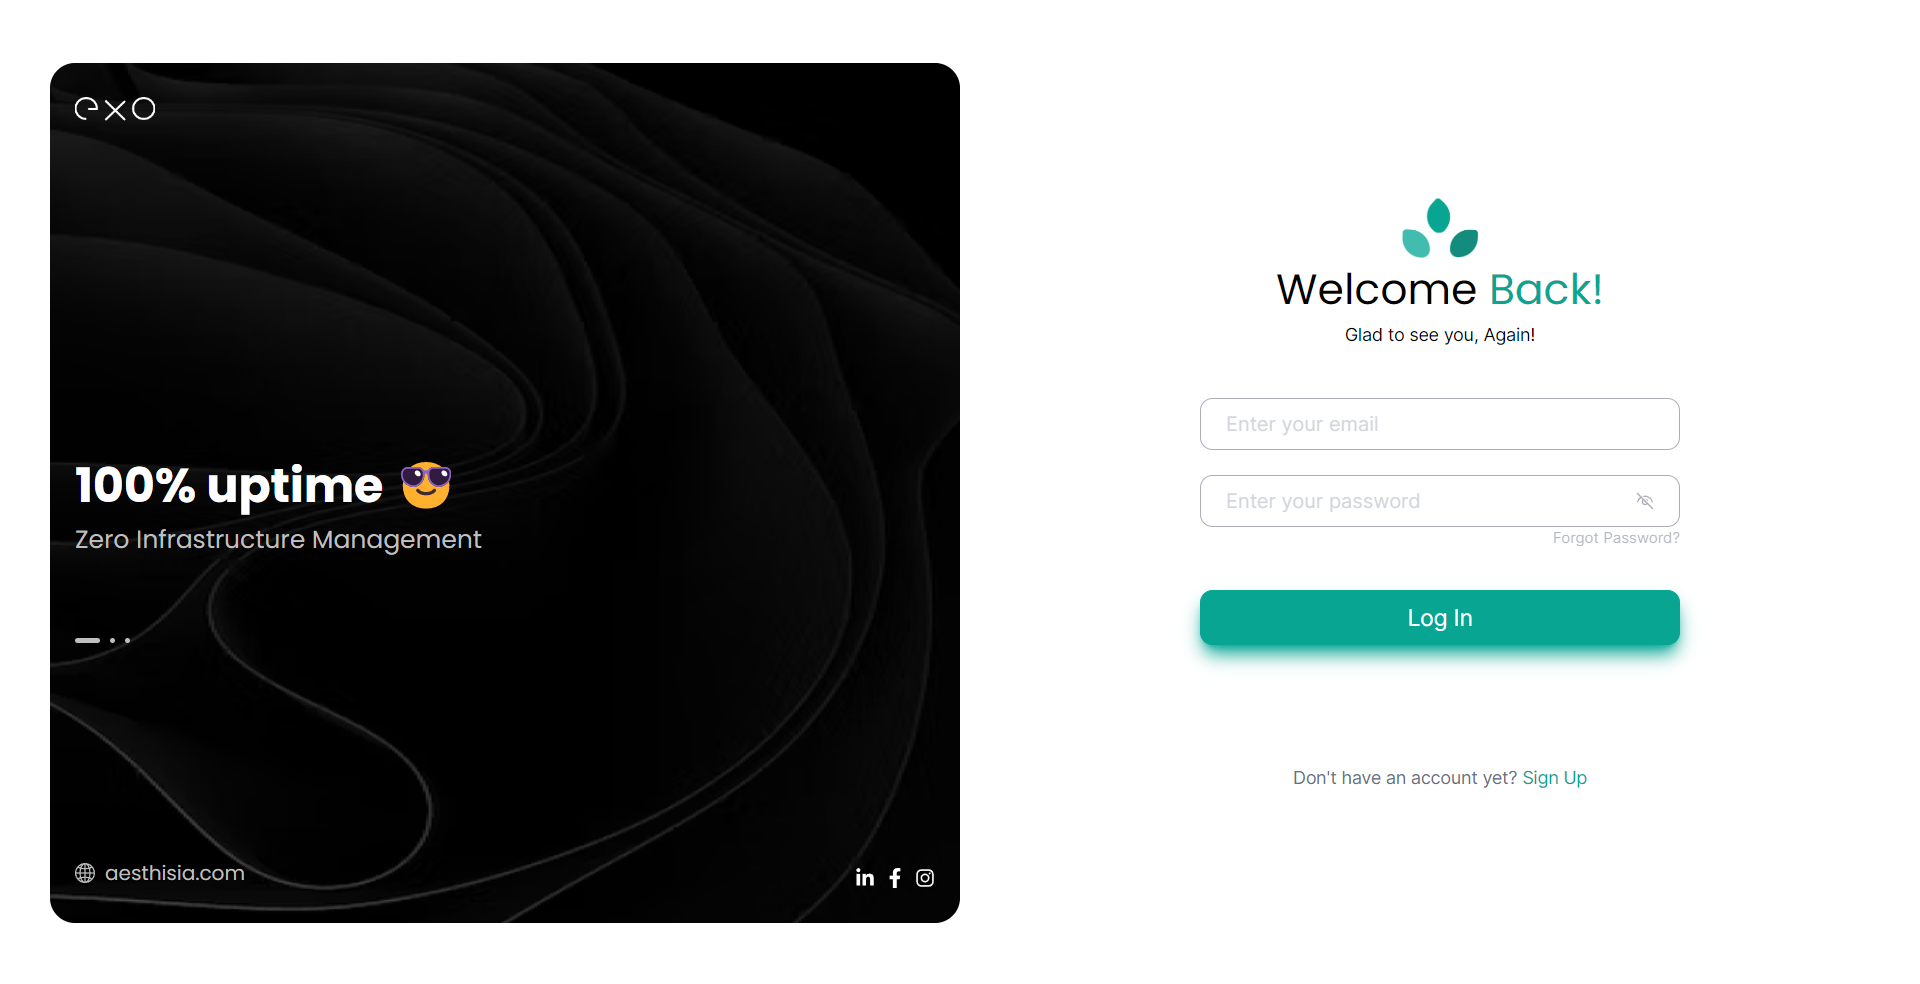 exo
100% uptime
Zero Infrastructure Management
aesthisia.com
in f
Welcome Back!
Glad to see you, Again!
Enter your email
Enter your password
Forgot Password?
Log In
Don't have an account yet? Sign Up